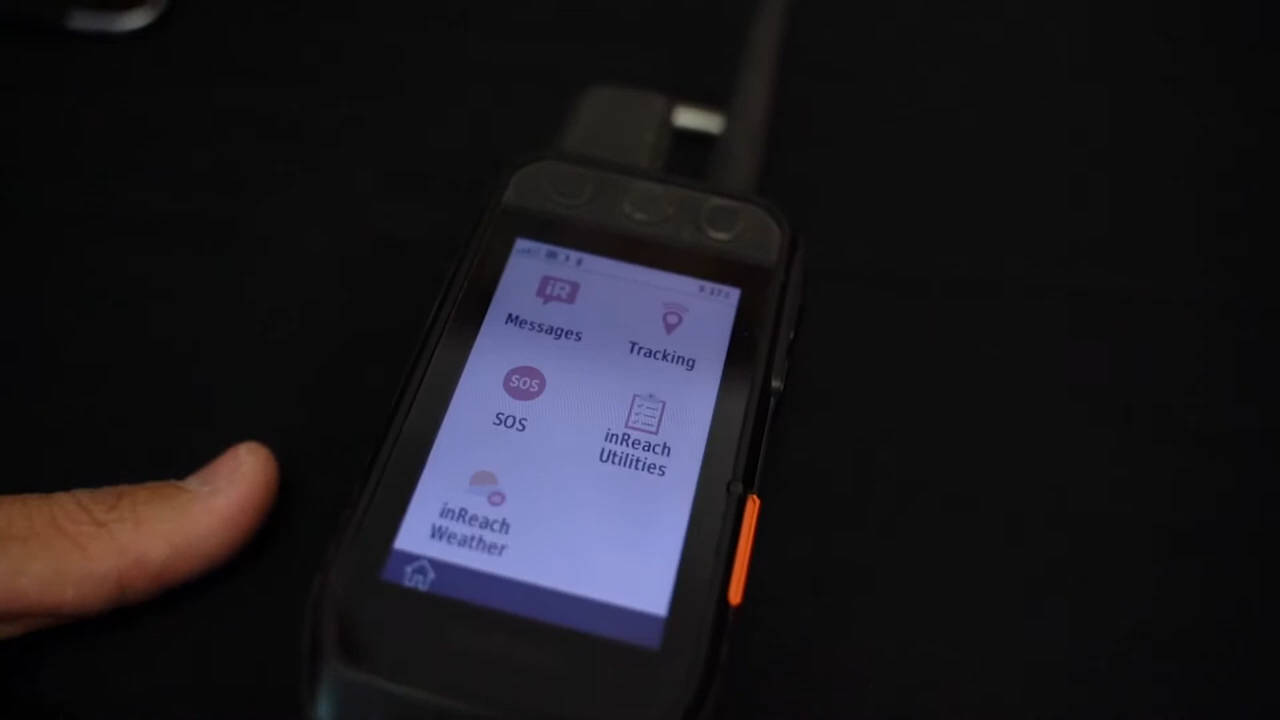 iR
Messages
Tracking
SOS
SOS
inReach
Utilities
inReach
Weather